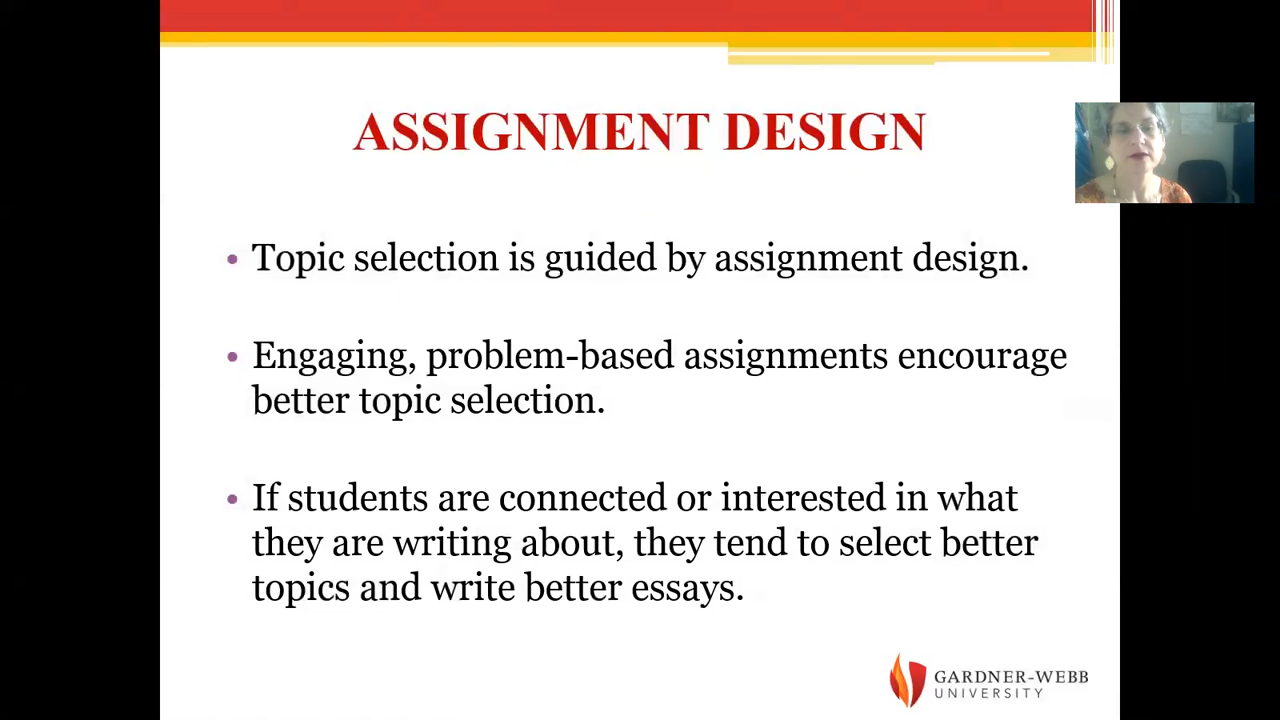 ASSIGNMENT DESIGN
• Topic selection is guided by assignment design.
• Engaging, problem-based assignments encourage
better topic selection.
• If students are connected or interested in what
they are writing about, they tend to select better
topics and write better essays.
GARDNER-WEBB
UNIVERSITY